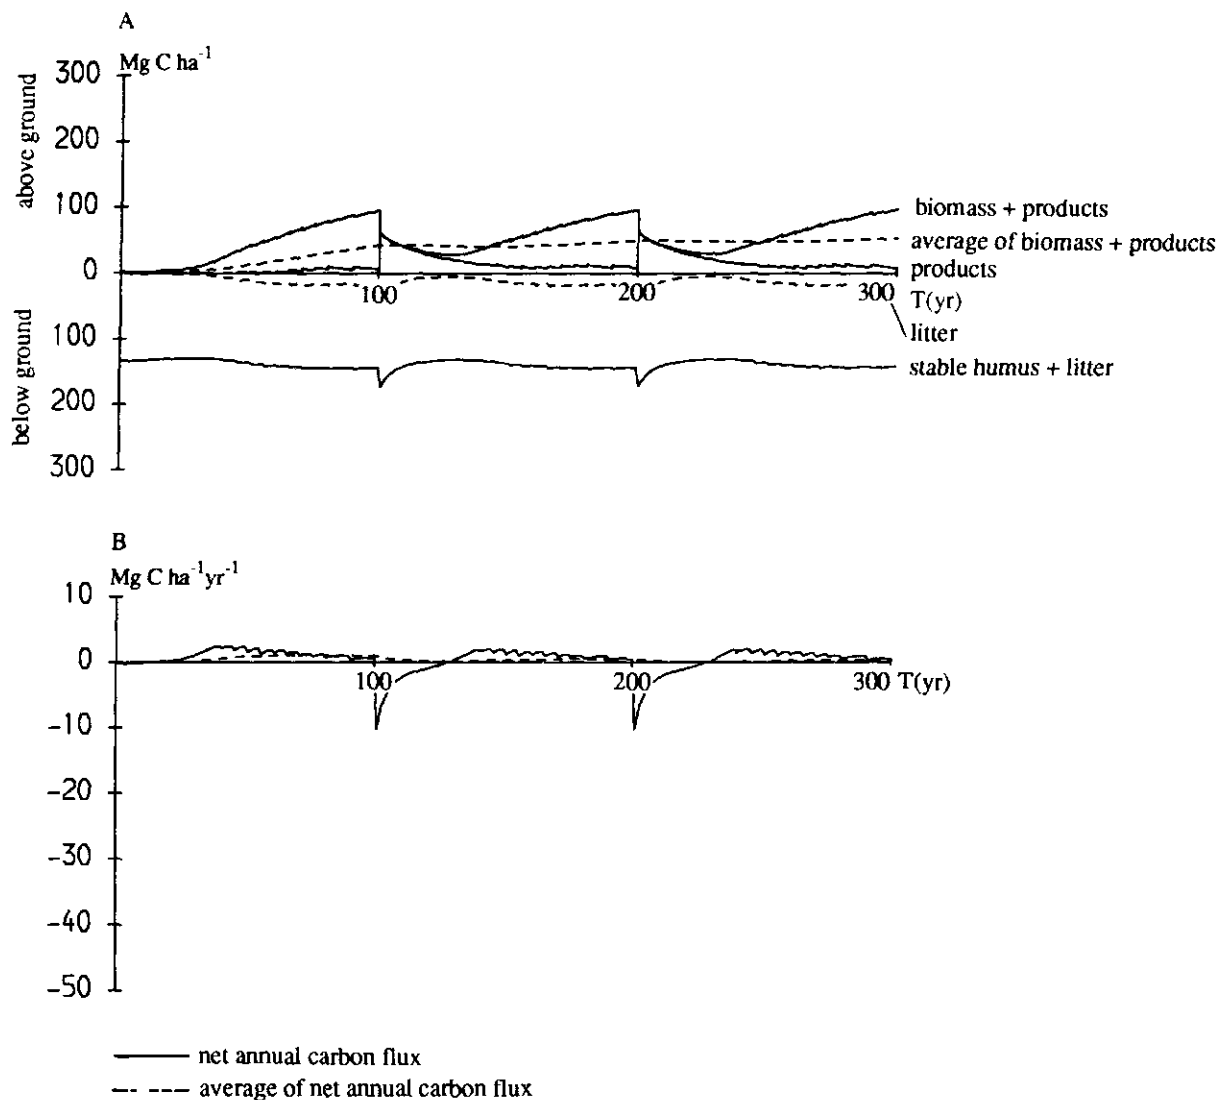 A
Mg C ha⁻¹
above ground
below ground
300
200
100
0
100
200
300
100
200
300
T(yr)
biomass + products
average of biomass + products
products
litter
stable humus + litter
B
Mg C ha⁻¹yr⁻¹
10
0
-10
-20
-30
-40
-50
100
200
300 T(yr)
net annual carbon flux
average of net annual carbon flux